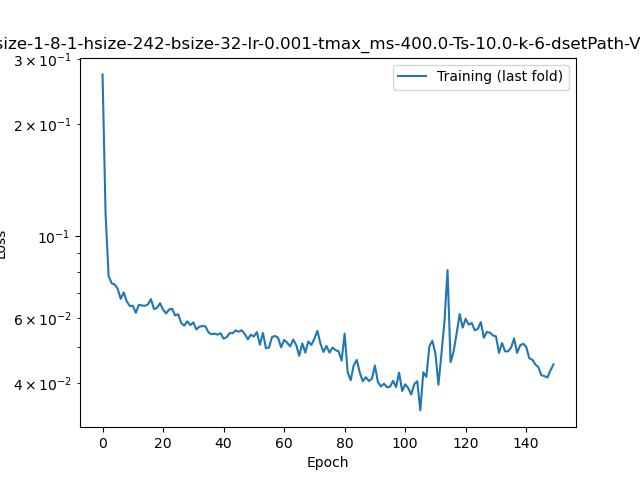 size-1-8-1-hsize-242-bsize-32-lr-0.001-tmax_ms-400.0-Ts-10.0-k-6-dsetPath-V
Training (last fold)
3 × 10⁻¹
2 × 10⁻¹
10⁻¹
6 × 10⁻²
4 × 10⁻²
Loss
0 20 40 60 80 100 120 140
Epoch